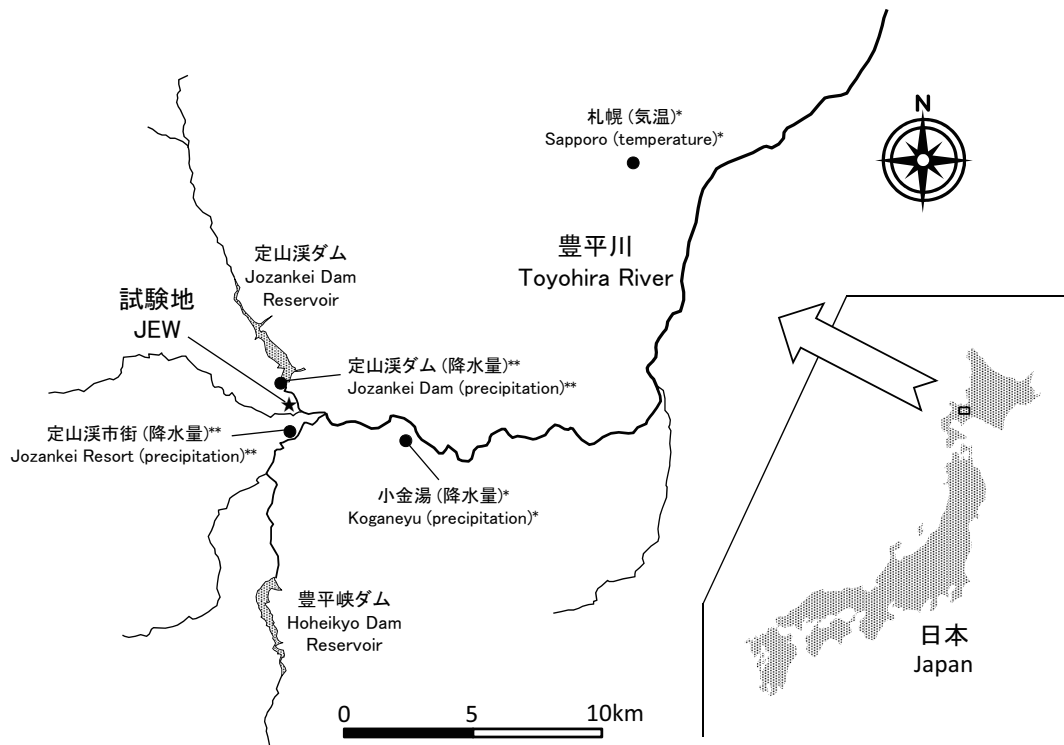 N
札幌 (気温)*
Sapporo (temperature)*
豊平川
Toyohira River
定山渓ダム
Jozankei Dam
Reservoir
試験地
JEW
定山渓ダム (降水量)**
Jozankei Dam (precipitation)**
定山渓市街 (降水量)**
Jozankei Resort (precipitation)**
小金湯 (降水量)*
Koganeyu (precipitation)*
豊平峡ダム
Hoheikyo Dam
Reservoir
日本
Japan
0 5 10km